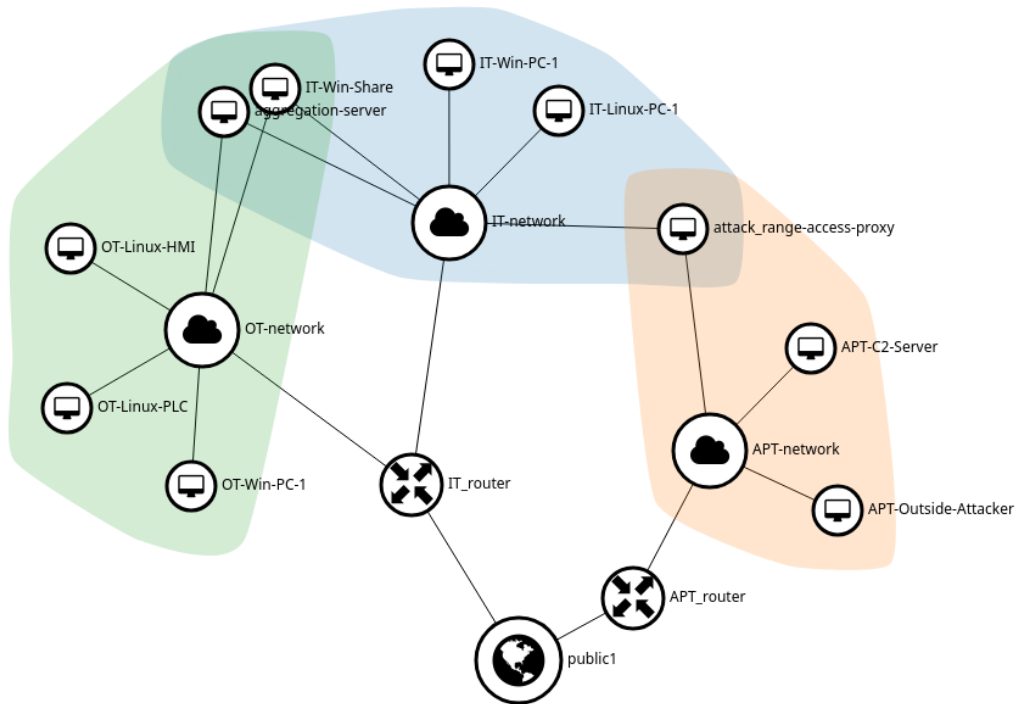 IT-Win-PC-1
IT-Win-Share
aggregation-server
IT-Linux-PC-1
IT-network
attack_range-access-proxy
OT-Linux-HMI
OT-network
APT-C2-Server
OT-Linux-PLC
APT-network
OT-Win-PC-1
IT_router
APT-Outside-Attacker
APT_router
public1